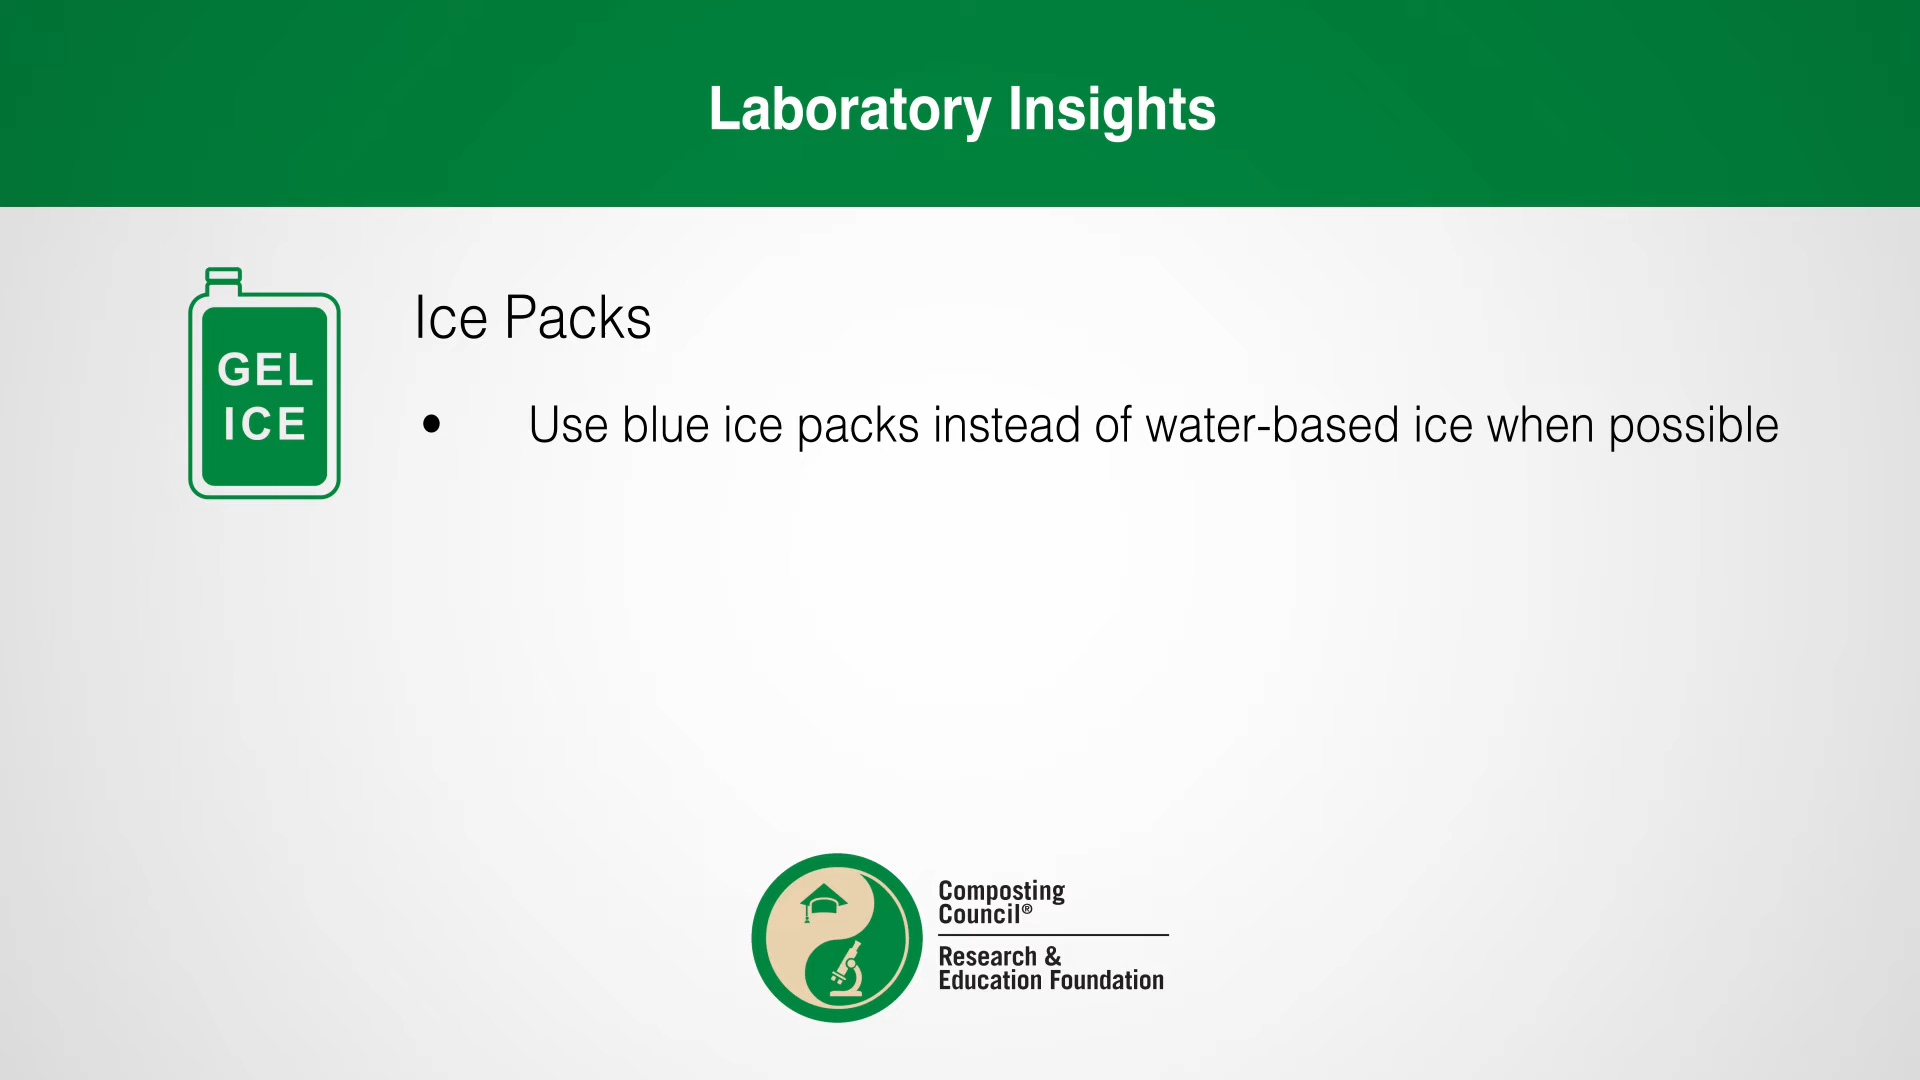 Laboratory Insights
GEL
ICE
Ice Packs
• Use blue ice packs instead of water-based ice when possible
Composting
Council®
Research &
Education Foundation